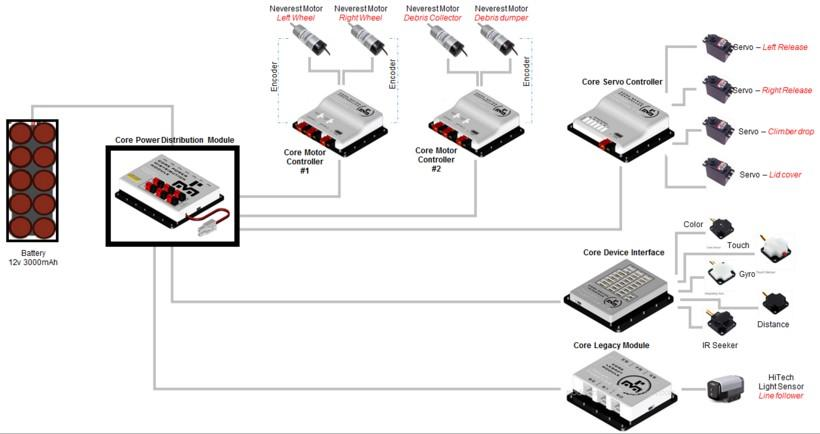 Neverest Motor
Left Wheel
Neverest Motor
Right Wheel
Neverest Motor
Debris Collector
Neverest Motor
Debris dumper
Encoder
Encoder
Encoder
Core Motor
Controller
#1
Core Motor
Controller
#2
Core Servo Controller
Servo – Left Release
Servo – Right Release
Servo – Climber drop
Servo – Lid cover
Core Power Distribution Module
Battery
12v 3000mAh
Core Device Interface
Color
Touch
Gyro
Distance
IR Seeker
Core Legacy Module
HiTech
Light Sensor
Line follower